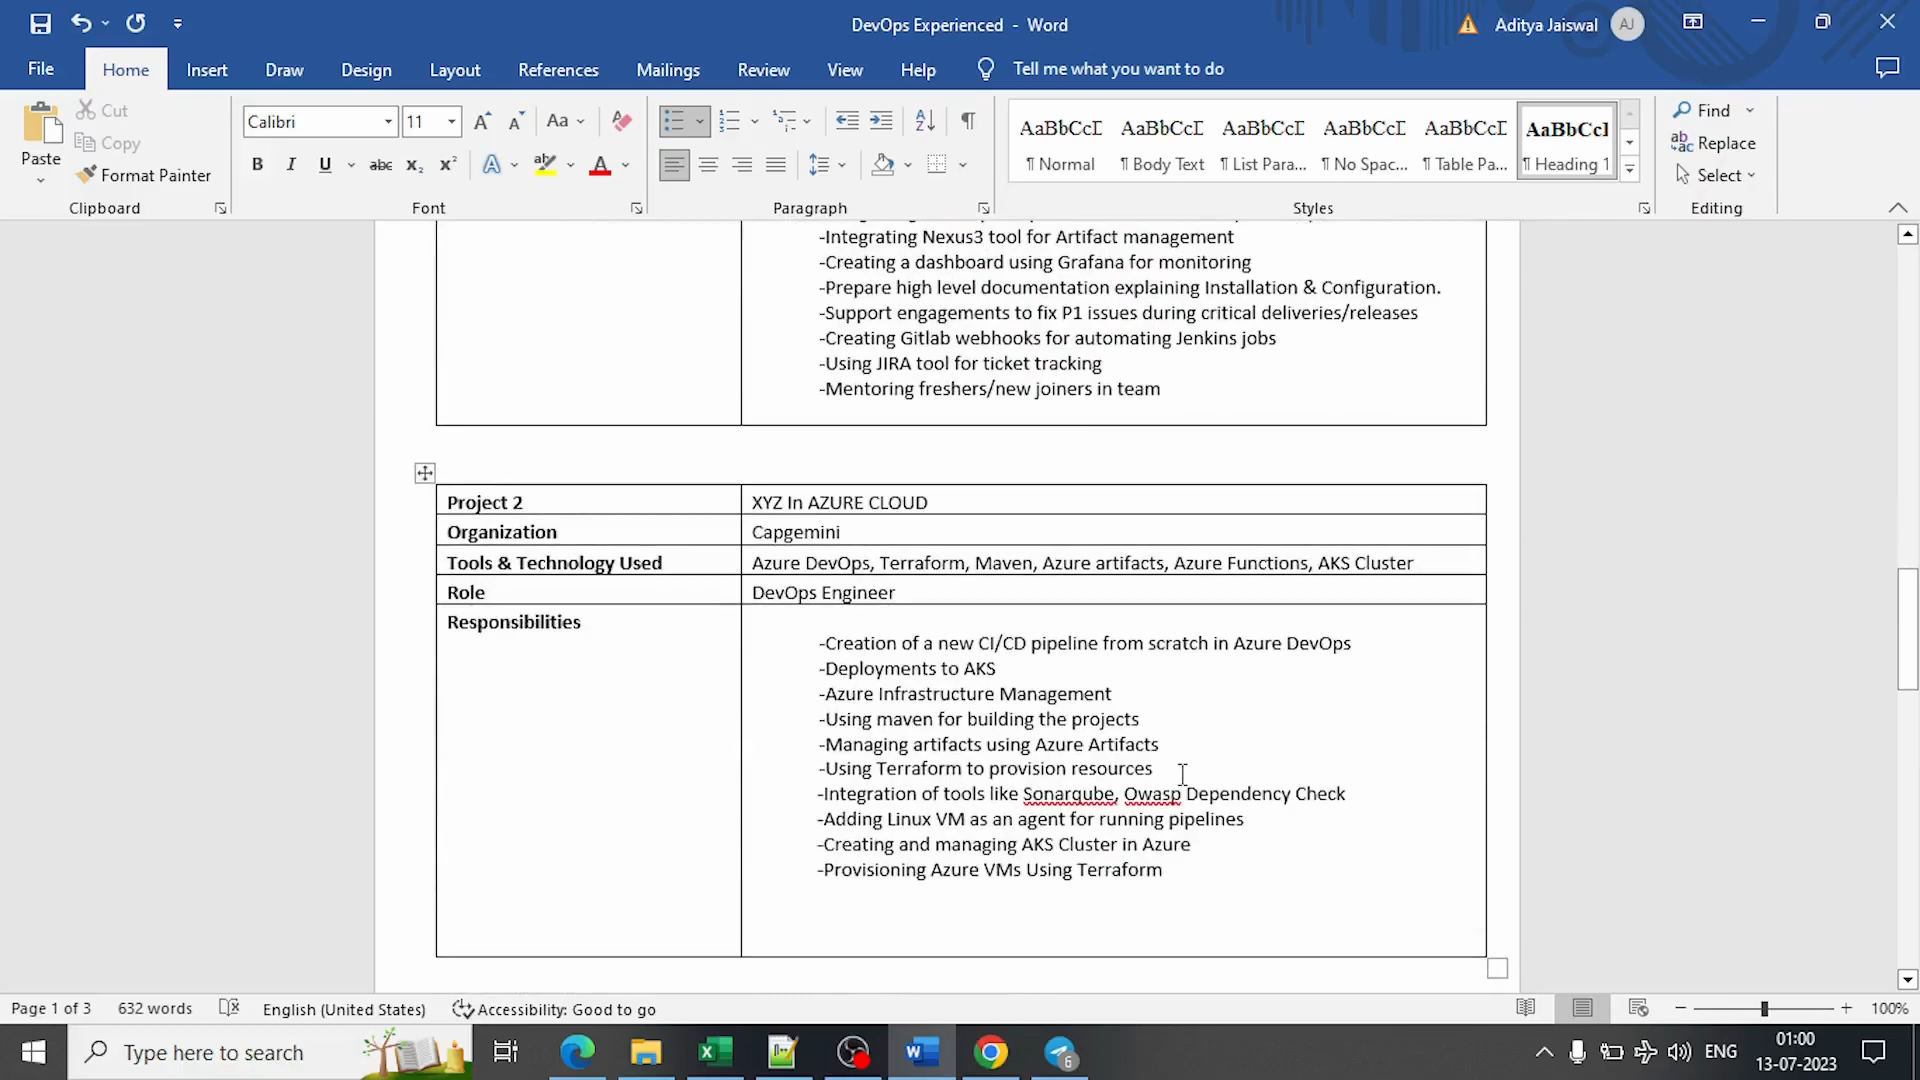 DevOps Experienced - Word
Aditya Jaiswal
AJ
File
Home
Insert
Draw
Design
Layout
References
Mailings
Review
View
Help
Tell me what you want to do
Paste
Cut
Copy
Format Painter
Clipboard
Calibri
11
Font
Paragraph
AaBbCcI
¶ Normal
AaBbCcI
¶ Body Text
AaBbCcI
¶ List Para...
AaBbCcI
¶ No Spac...
AaBbCcI
¶ Table Pa...
AaBbCcI
¶ Heading 1
Styles
Find
Replace
Select
Editing
-Integrating Nexus3 tool for Artifact management
-Creating a dashboard using Grafana for monitoring
-Prepare high level documentation explaining Installation & Configuration.
-Support engagements to fix P1 issues during critical deliveries/releases
-Creating Gitlab webhooks for automating Jenkins jobs
-Using JIRA tool for ticket tracking
-Mentoring freshers/new joiners in team
Project 2
XYZ In AZURE CLOUD
Organization
Capgemini
Tools & Technology Used
Azure DevOps, Terraform, Maven, Azure artifacts, Azure Functions, AKS Cluster
Role
DevOps Engineer
Responsibilities
-Creation of a new CI/CD pipeline from scratch in Azure DevOps
-Deployments to AKS
-Azure Infrastructure Management
-Using maven for building the projects
-Managing artifacts using Azure Artifacts
-Using Terraform to provision resources
-Integration of tools like Sonarqube, Owasp Dependency Check
-Adding Linux VM as an agent for running pipelines
-Creating and managing AKS Cluster in Azure
-Provisioning Azure VMs Using Terraform
Page 1 of 3
632 words
English (United States)
Accessibility: Good to go
100%
Type here to search
6
ENG
01:00
13-07-2023